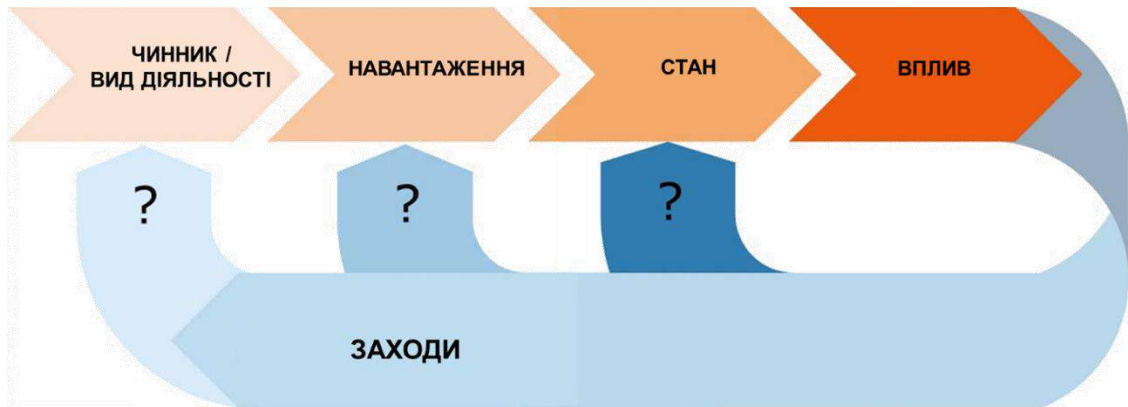 ЧИННИК /
ВИД ДІЯЛЬНОСТІ
НАВАНТАЖЕННЯ
СТАН
ВПЛИВ
?
?
?
ЗАХОДИ